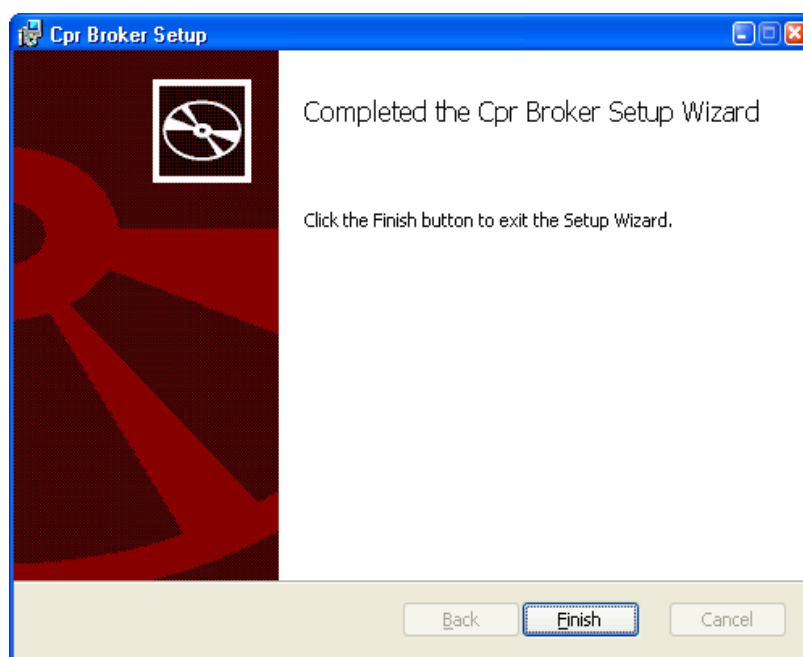 Cpr Broker Setup
Completed the Cpr Broker Setup Wizard
Click the Finish button to exit the Setup Wizard.
Back Finish Cancel